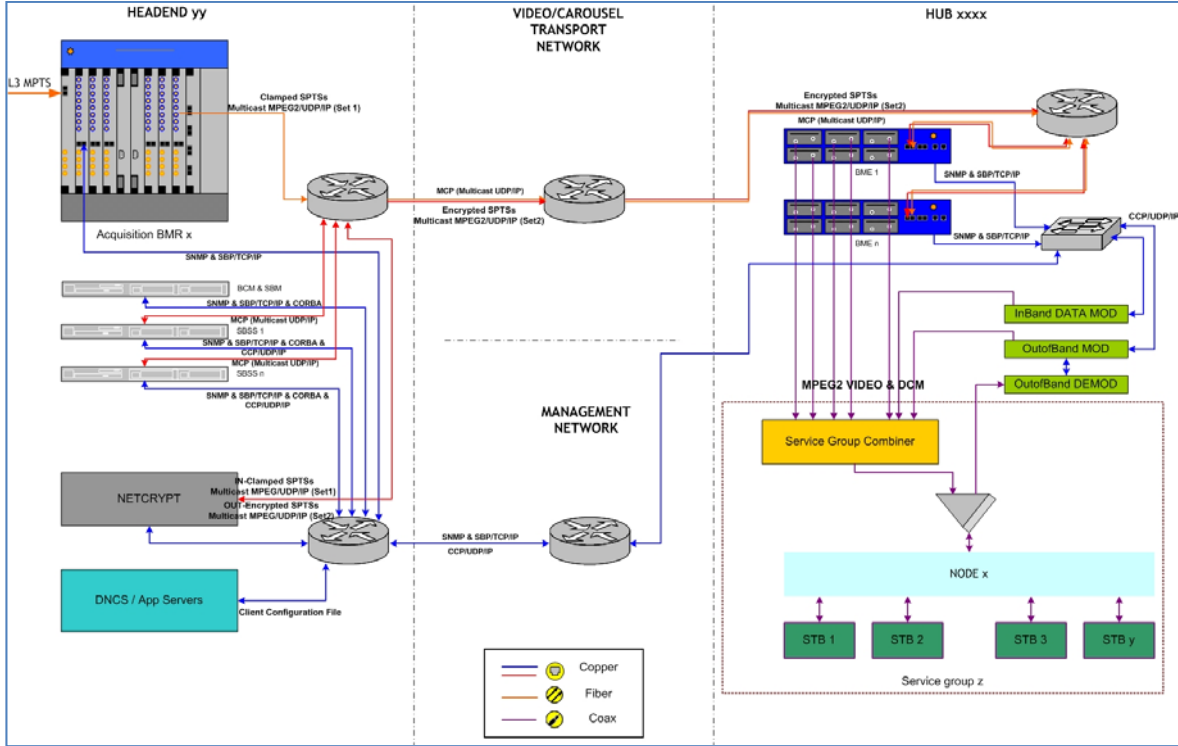 HEADEND yy
VIDEO/CAROUSEL
TRANSPORT
NETWORK
HUB xxxx
L3 MPTS
Clamped SPTSs
Multicast MPEG2/UDP/IP (Set 1)
Acquisition BMR x
SNMP & SBP/TCP/IP
BCM & SBM
SNMP & SBP/TCP/IP & CORBA
MCP (Multicast UDP/IP)
SBSS 1
SNMP & SBP/TCP/IP & CORBA &
CCP/UDP/IP
MCP (Multicast UDP/IP)
SBSS n
SNMP & SBP/TCP/IP & CORBA &
CCP/UDP/IP
NETCRYPT
IN-Clamped SPTSs
Multicast MPEG/UDP/IP (Set1)
OUT-Encrypted SPTSs
Multicast MPEG/UDP/IP (Set2)
DNCS / App Servers
Client Configuration File
MCP (Multicast UDP/IP)
Encrypted SPTSs
Multicast MPEG2/UDP/IP (Set2)
MANAGEMENT
NETWORK
SNMP & SBP/TCP/IP
CCP/UDP/IP
Encrypted SPTSs
Multicast MPEG2/UDP/IP (Set2)
MCP (Multicast UDP/IP)
BME 1
SNMP & SBP/TCP/IP
BME n
SNMP & SBP/TCP/IP
CCP/UDP/IP
InBand DATA MOD
OutofBand MOD
OutofBand DEMOD
MPEG2 VIDEO & DCM
Service Group Combiner
NODE x
STB 1
STB 2
STB 3
STB y
Service group z
Copper
Fiber
Coax